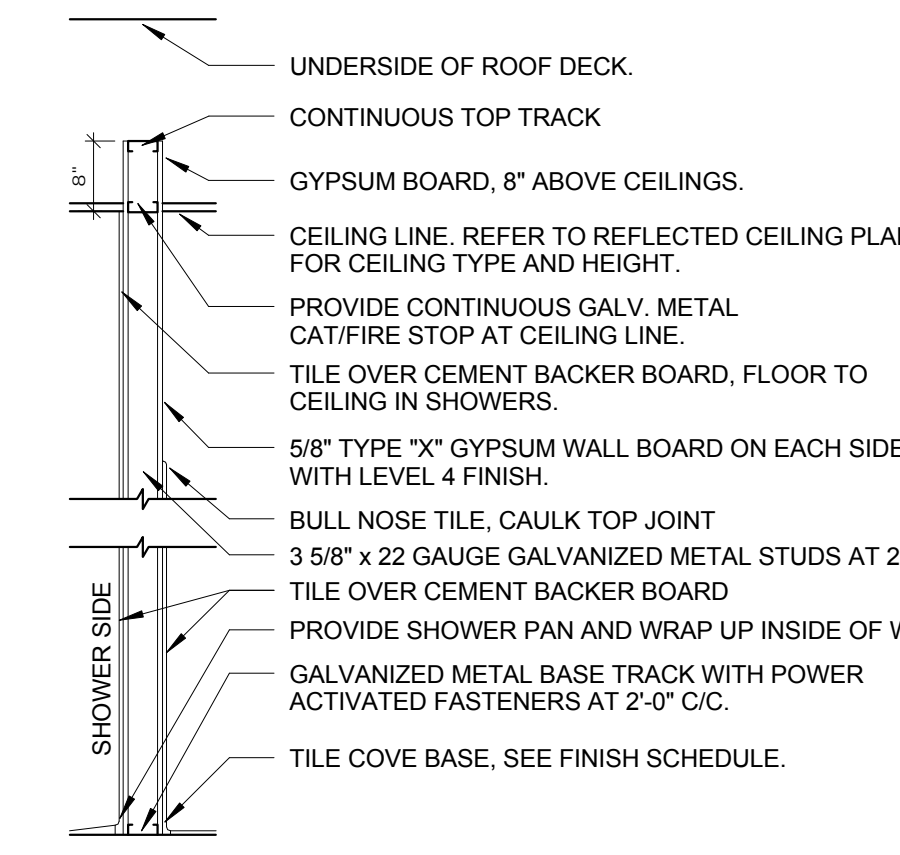 UNDERSIDE OF ROOF DECK.
CONTINUOUS TOP TRACK
8"
GYPSUM BOARD, 8" ABOVE CEILINGS.
CEILING LINE. REFER TO REFLECTED CEILING
FOR CEILING TYPE AND HEIGHT.
PROVIDE CONTINUOUS GALV. METAL
CAT/FIRE STOP AT CEILING LINE.
TILE OVER CEMENT BACKER BOARD, FLOOR TO
CEILING IN SHOWERS.
5/8" TYPE "X" GYPSUM WALL BOARD ON EACH SIDE
WITH LEVEL 4 FINISH.
BULL NOSE TILE, CAULK TOP JOINT
3 5/8" x 22 GAUGE GALVANIZED METAL STUDS AT
TILE OVER CEMENT BACKER BOARD
SHOWER SIDE
PROVIDE SHOWER PAN AND WRAP UP INSIDE OF
GALVANIZED METAL BASE TRACK WITH POWER
ACTIVATED FASTENERS AT 2'-0" C/C.
TILE COVE BASE, SEE FINISH SCHEDULE.